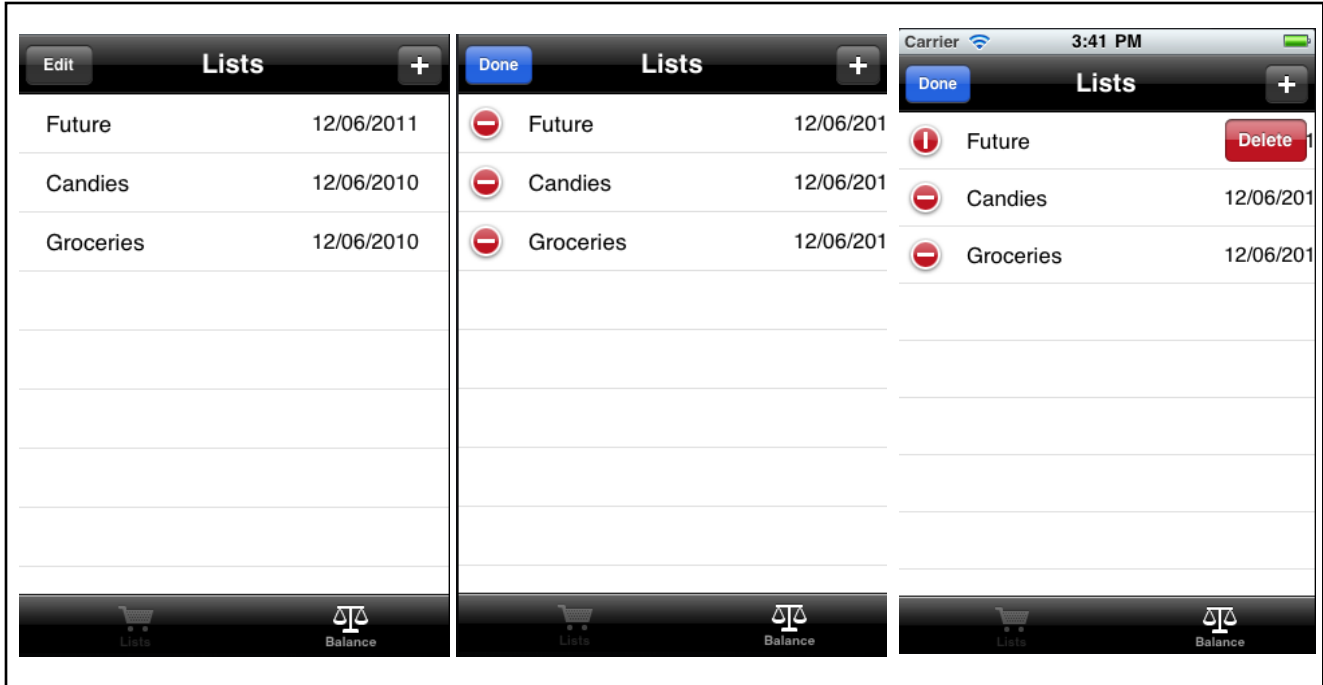 Edit Lists +
Future 12/06/2011
Candies 12/06/2010
Groceries 12/06/2010
Lists Balance
Done Lists +
Future 12/06/201
Candies 12/06/201
Groceries 12/06/201
Lists Balance
Carrier 3:41 PM
Done Lists +
Future Delete 1
Candies 12/06/201
Groceries 12/06/201
Lists Balance